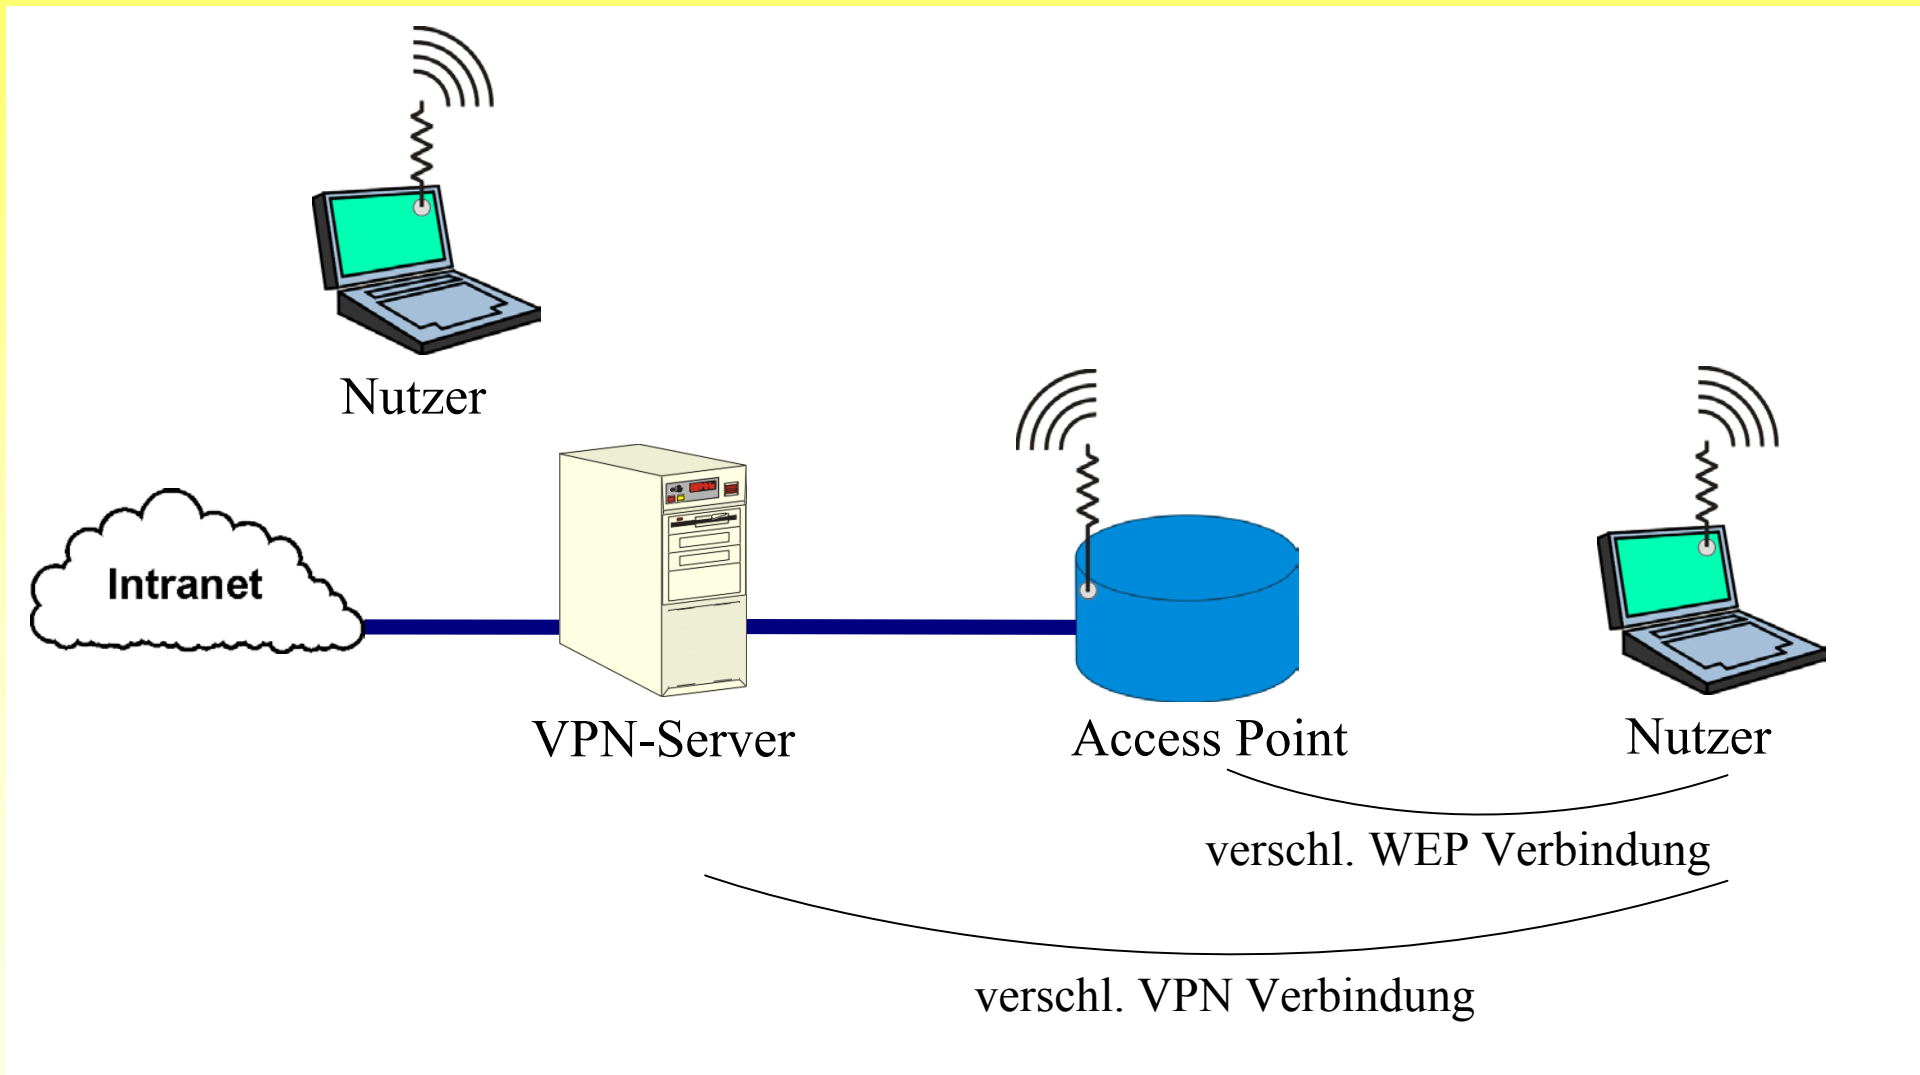 Nutzer
Intranet
VPN-Server
Access Point
Nutzer
verschl. WEP Verbindung
verschl. VPN Verbindung